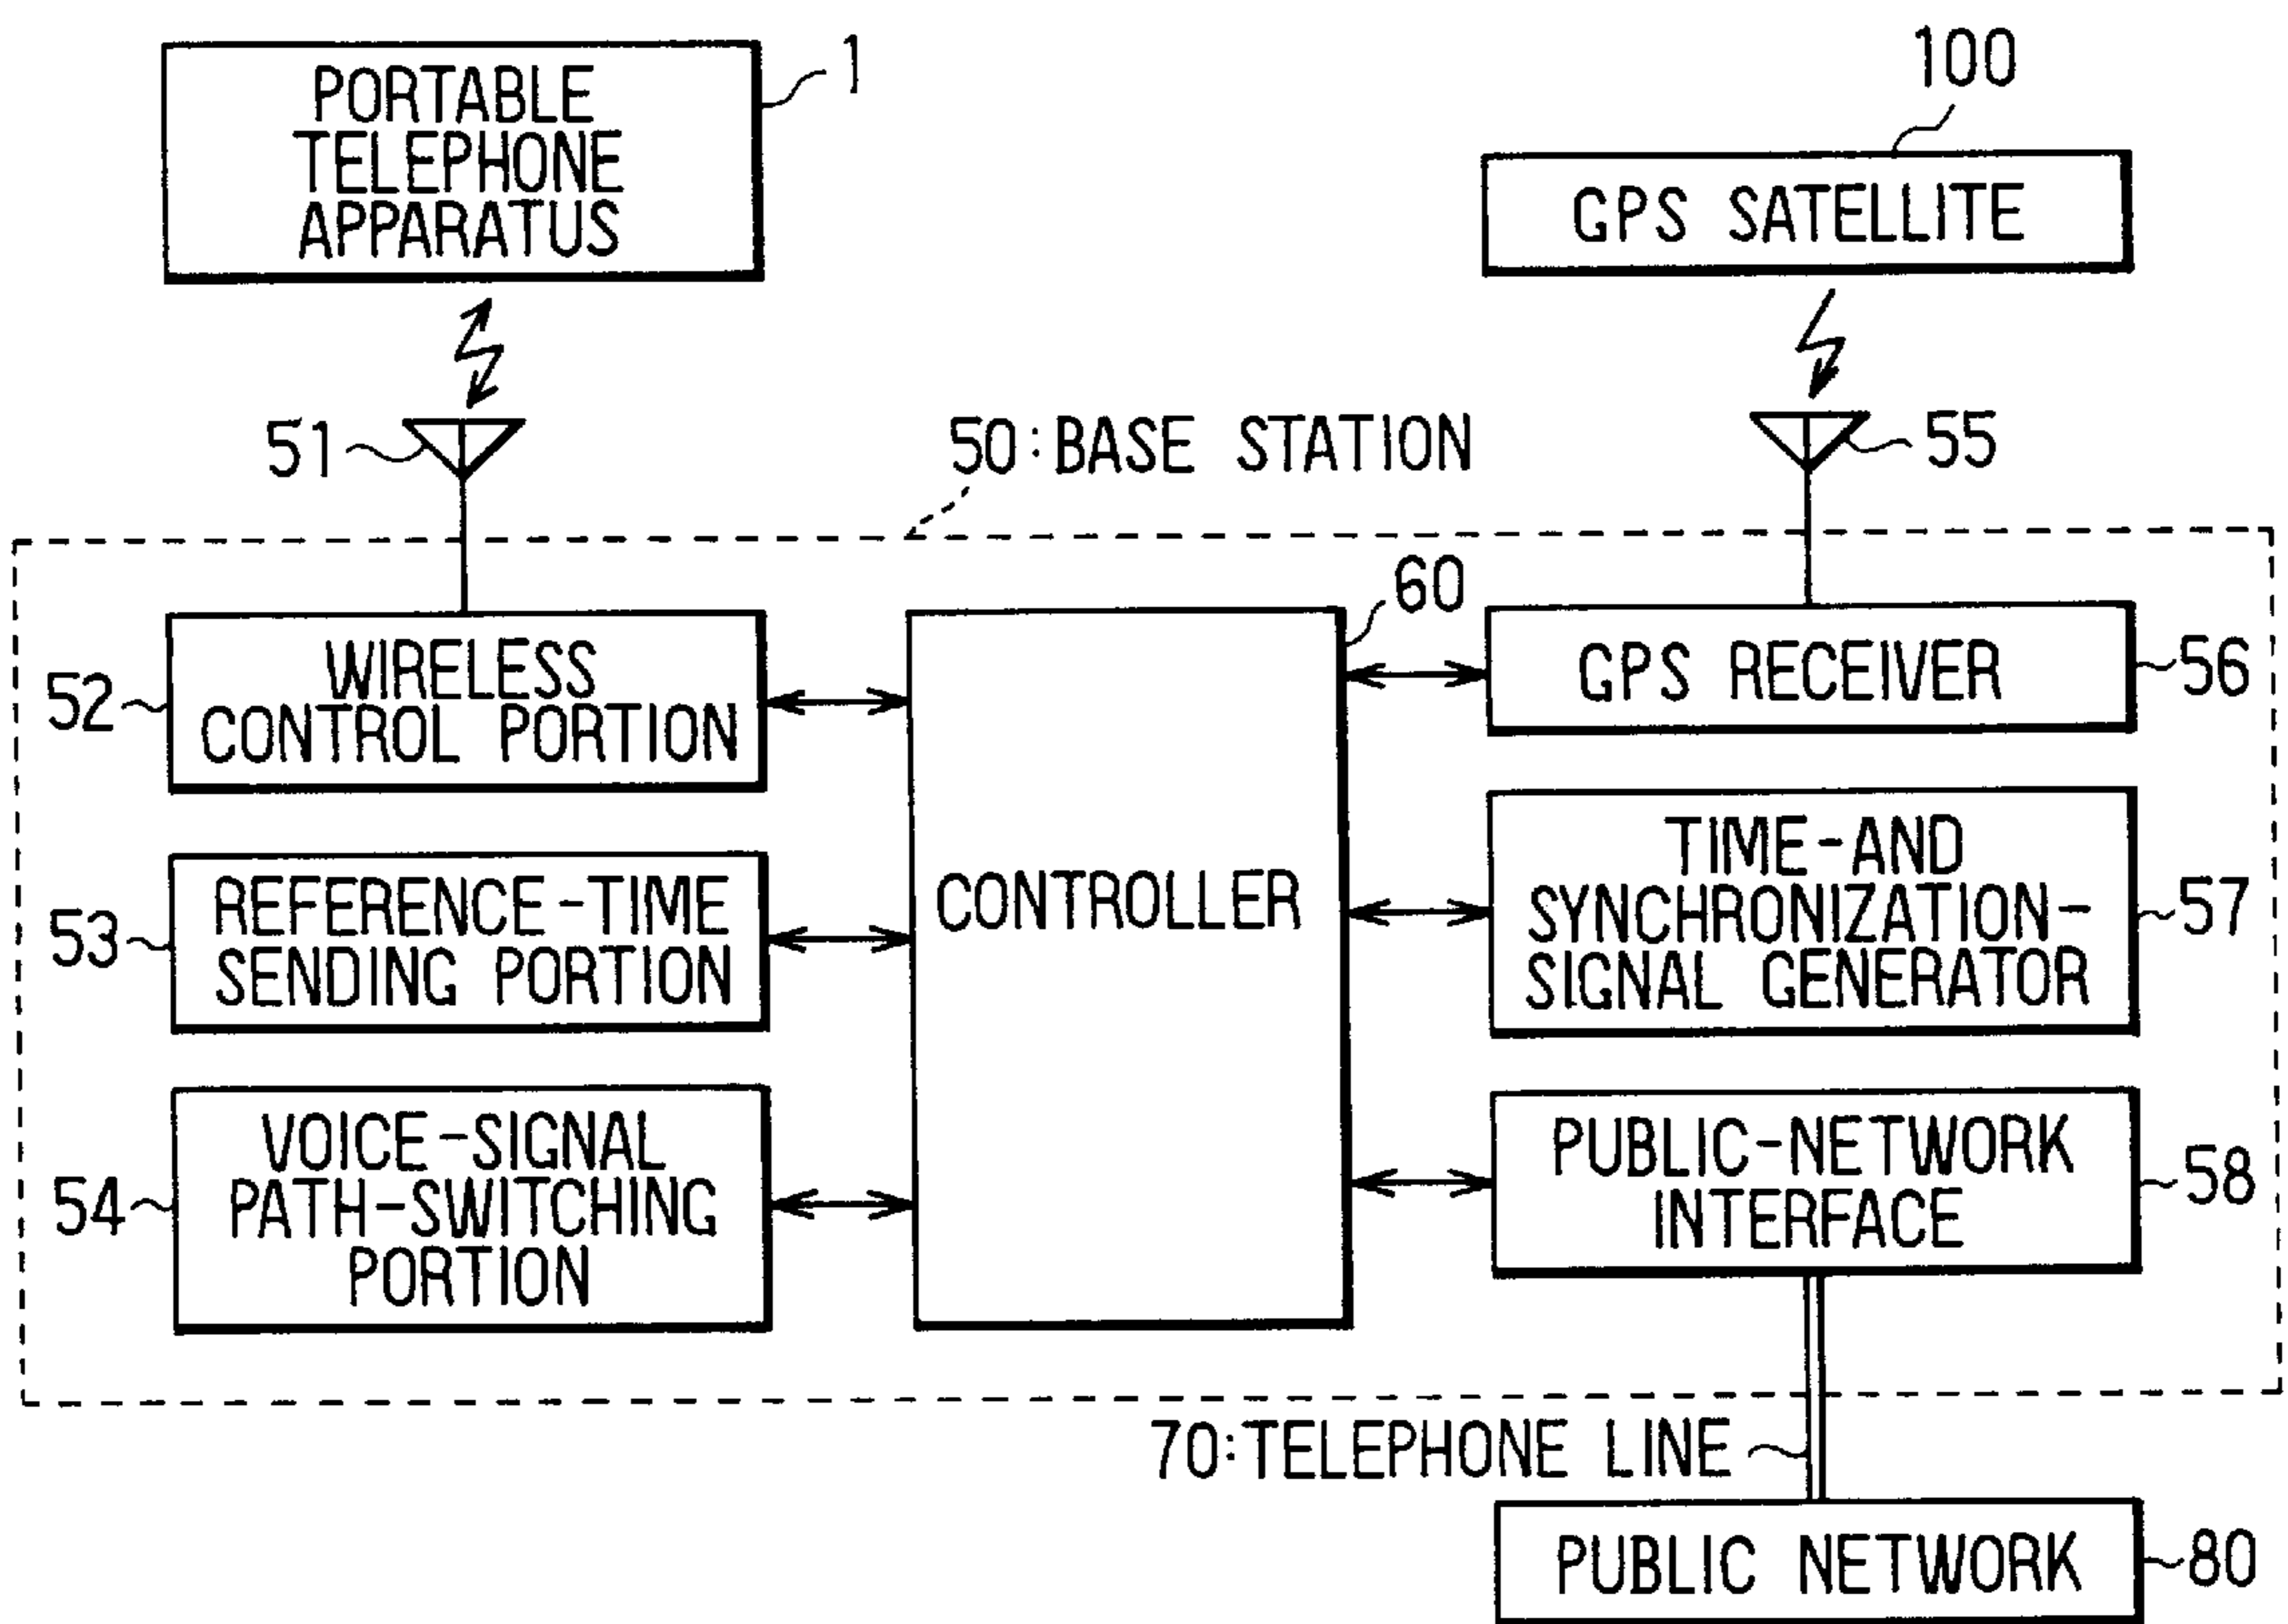 PORTABLE
TELEPHONE
APPARATUS
1
100
GPS SATELLITE
51
50:BASE STATION
55
60
52
WIRELESS
CONTROL PORTION
GPS RECEIVER
56
53
REFERENCE-TIME
SENDING PORTION
CONTROLLER
TIME-AND
SYNCHRONIZATION-
SIGNAL GENERATOR
57
54
VOICE-SIGNAL
PATH-SWITCHING
PORTION
PUBLIC-NETWORK
INTERFACE
58
70:TELEPHONE LINE
PUBLIC NETWORK
80